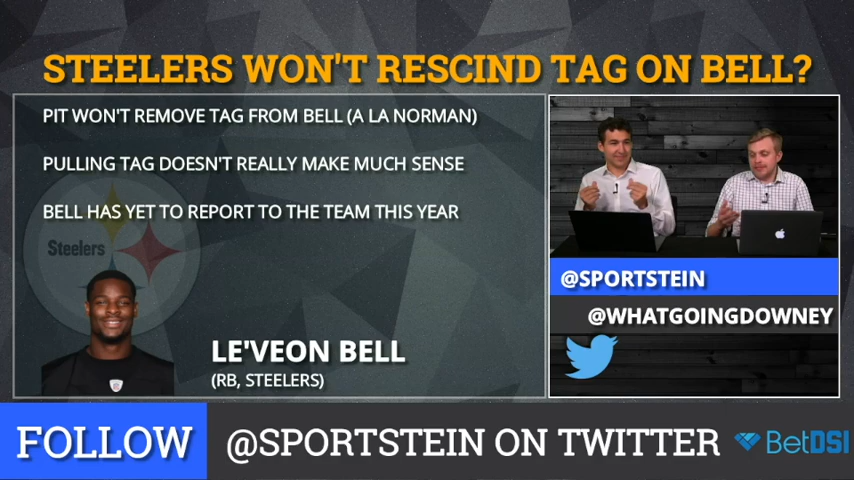 STEELERS WON'T RESCIND TAG ON BELL?
PIT WON'T REMOVE TAG FROM BELL (A LA NORMAN)
PULLING TAG DOESN'T REALLY MAKE MUCH SENSE
BELL HAS YET TO REPORT TO THE TEAM THIS YEAR
Steelers
LE'VEON BELL
(RB, STEELERS)
@SPORTSTEIN
@WHATGOINGDOWNEY
FOLLOW
@SPORTSTEIN ON TWITTER
BetDSI